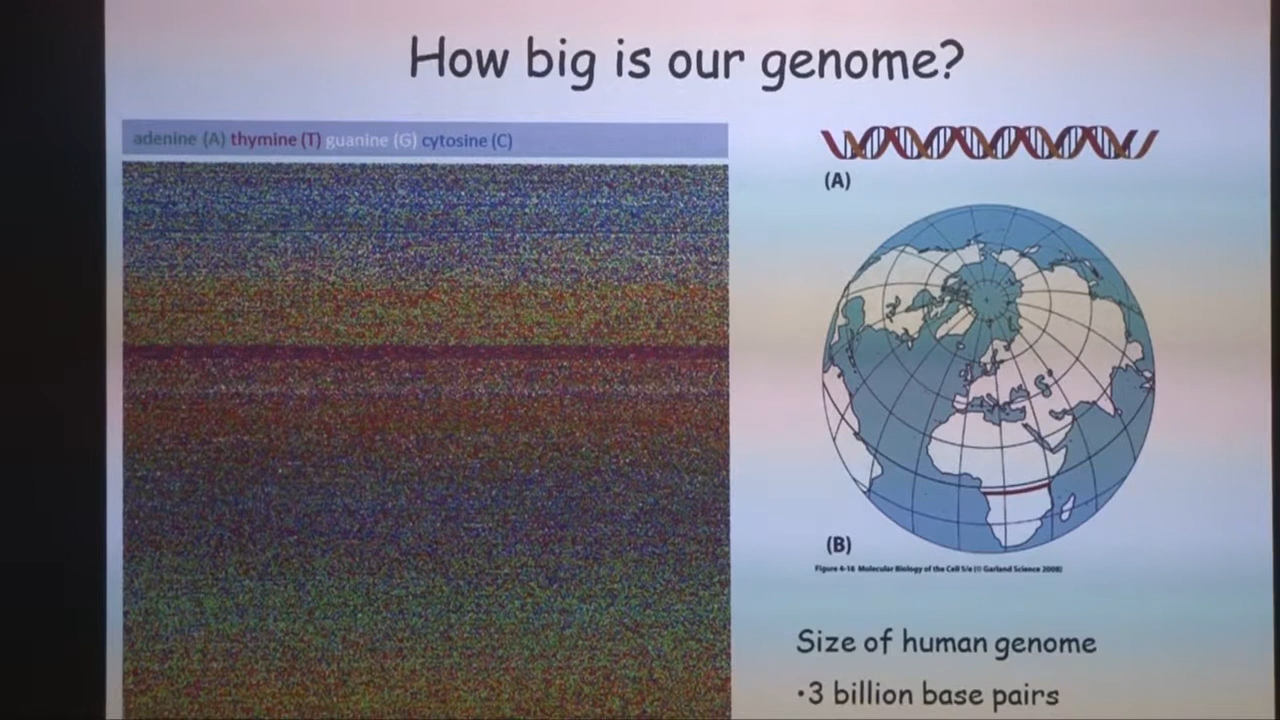 How big is our genome?
adenine (A) thymine (T) guanine (G) cytosine (C)
(A)
(B)
Figure 4-16 Molecular Biology of the Cell 5/e (© Garland Science 2008)
Size of human genome
•3 billion base pairs